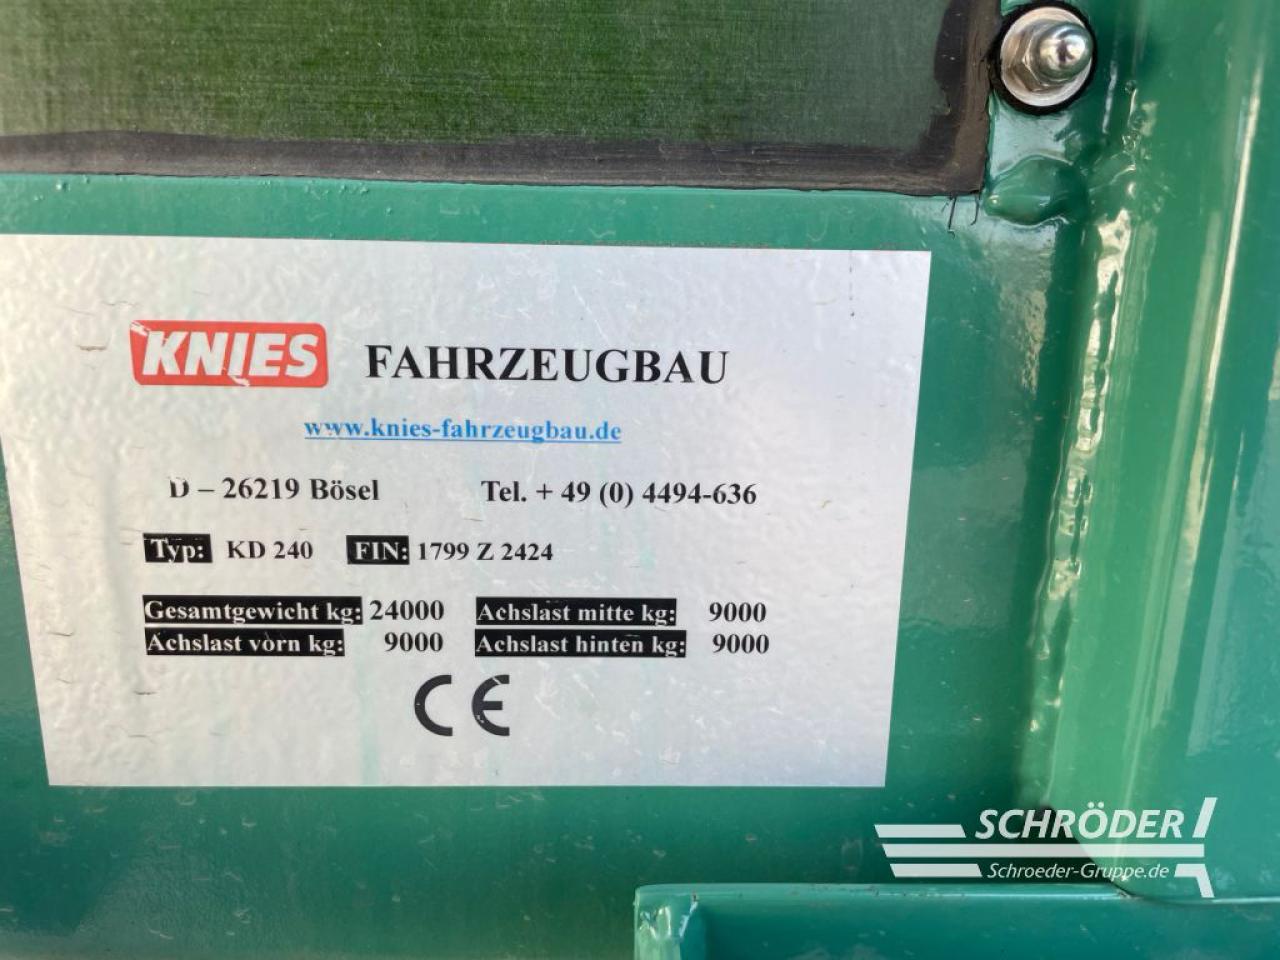 KNIES FAHRZEUGBAU
www.knies-fahrzeugbau.de
D – 26219 Bösel Tel. + 49 (0) 4494-636
Typ: KD 240 FIN: 1799 Z 2424
Gesamtgewicht kg: 24000 Achslast mitte kg: 9000
Achslast vorn kg: 9000 Achslast hinten kg: 9000
CE
SCHRÖDER
Schroeder-Gruppe.de